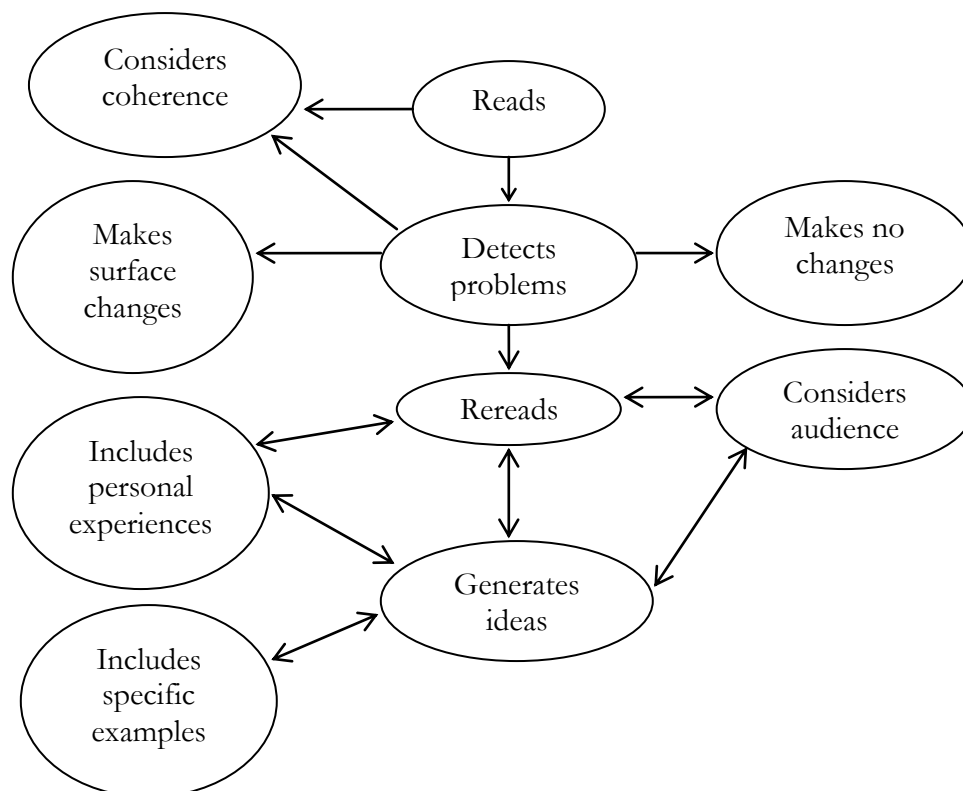 Considers
coherence
Reads
Makes
surface
changes
Detects
problems
Makes no
changes
Rereads
Considers
audience
Includes
personal
experiences
Generates
ideas
Includes
specific
examples